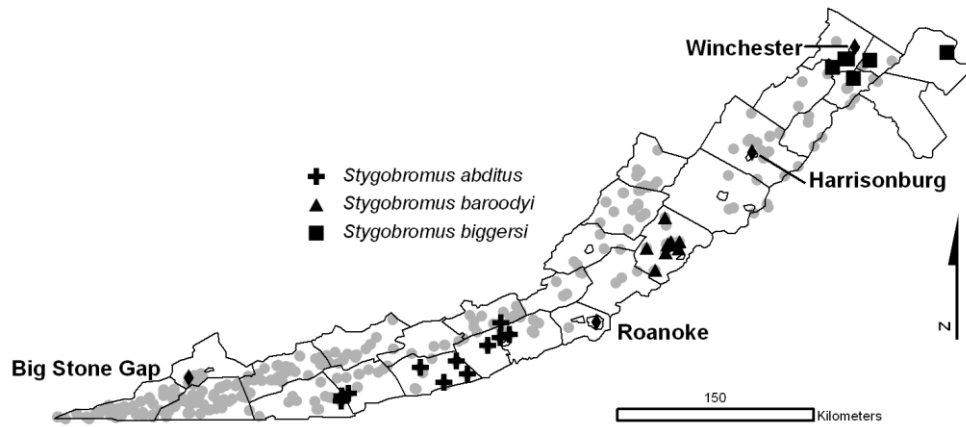 Winchester
Stygobromus abditus
Stygobromus baroodyi
Stygobromus biggersi
Harrisonburg
Roanoke
Big Stone Gap
N
150
Kilometers